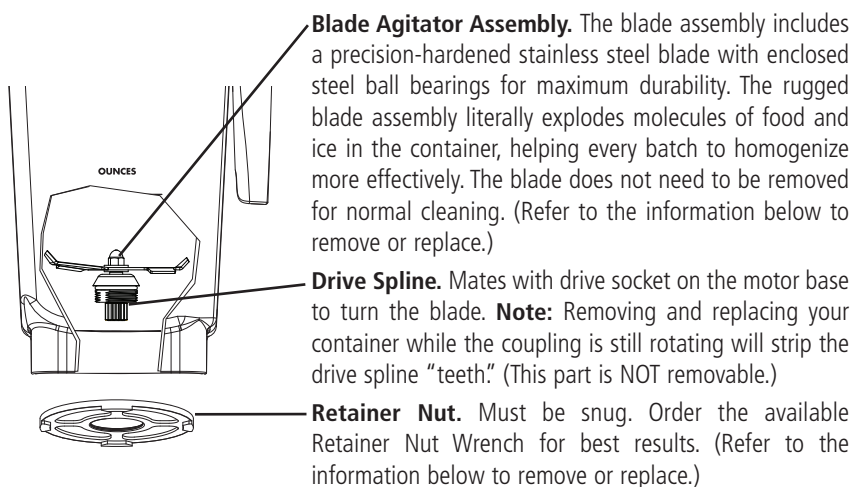 Blade Agitator Assembly. The blade assembly includes
a precision-hardened stainless steel blade with enclosed
steel ball bearings for maximum durability. The rugged
blade assembly literally explodes molecules of food and
ice in the container, helping every batch to homogenize
more effectively. The blade does not need to be removed
for normal cleaning. (Refer to the information below to
remove or replace.)
OUNCES
Drive Spline. Mates with drive socket on the motor base
to turn the blade. Note: Removing and replacing your
container while the coupling is still rotating will strip the
drive spline “teeth.” (This part is NOT removable.)
Retainer Nut. Must be snug. Order the available
Retainer Nut Wrench for best results. (Refer to the
information below to remove or replace.)